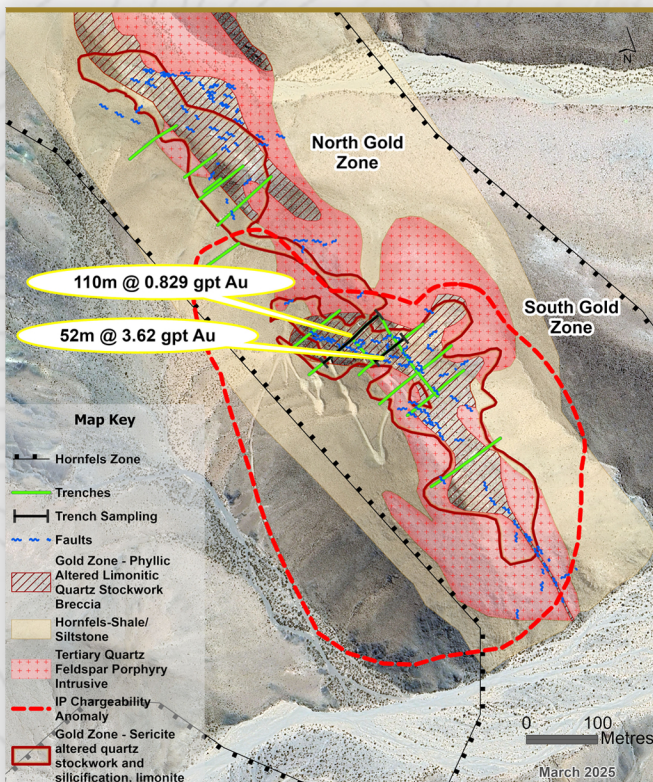 N
North Gold
Zone
110m @ 0.829 gpt Au
South Gold
Zone
52m @ 3.62 gpt Au
Map Key
Hornfels Zone
Trenches
Trench Sampling
Faults
Gold Zone - Phyllic
Altered Limonitic
Quartz Stockwork
Breccia
Hornfels-Shale/
Siltstone
Tertiary Quartz
Feldspar Porphyry
Intrusive
IP Chargeability
Anomaly
Gold Zone - Sericite
altered quartz
stockwork and
silicification, limonite
0 100
Metres
March 2025